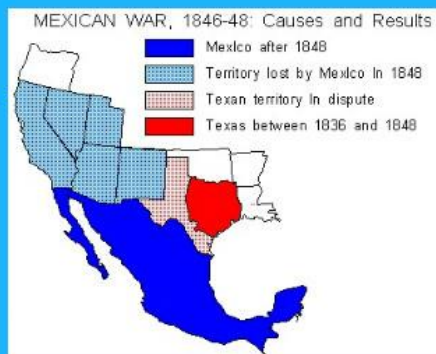 MEXICAN WAR, 1846-48: Causes and Results
Mexico after 1848
Territory lost by Mexico In 1848
Texan territory In dispute
Texas between 1836 and 1848